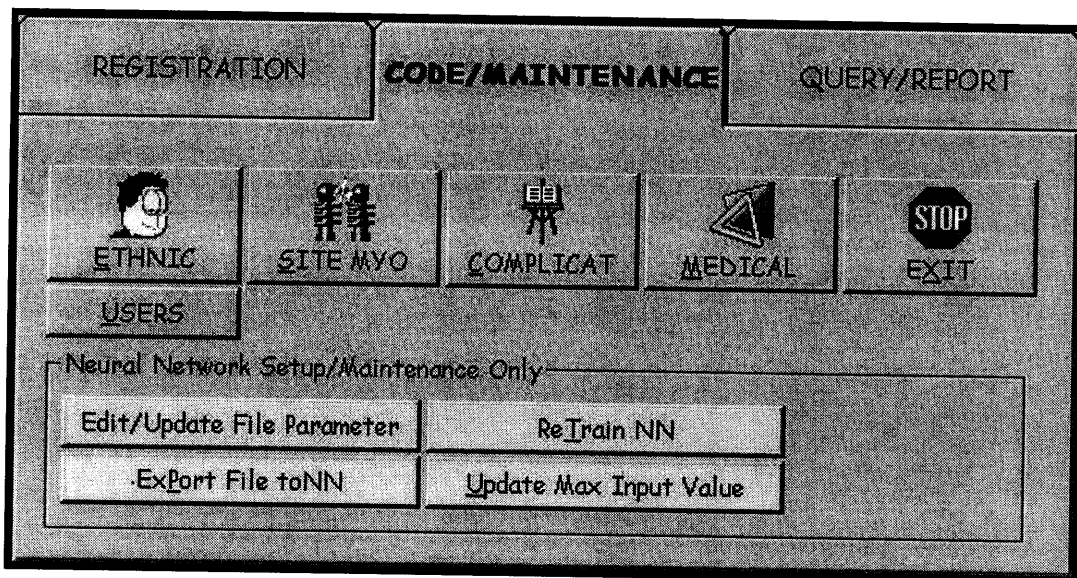 REGISTRATION
CODE/MAINTENANCE
QUERY/REPORT
ETHNIC
SITE MYO
COMPLICAT
MEDICAL
STOP
EXIT
USERS
Neural Network Setup/Maintenance Only
Edit/Update File Parameter
ReTrain NN
ExPort File toNN
Update Max Input Value